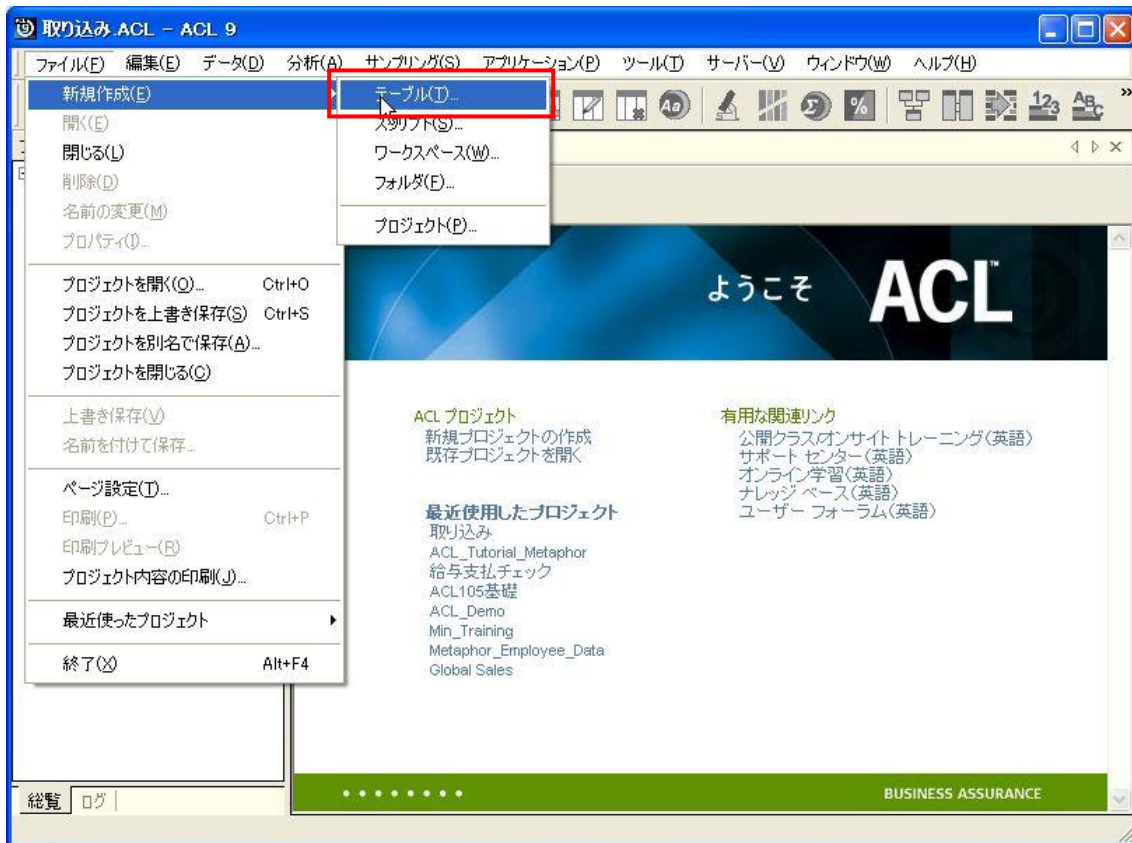 取り込み.ACL - ACL 9
ファイル(F) 編集(E) データ(D) 分析(A) サンプリング(S) アプリケーション(P) ツール(T) サーバー(V) ウィンドウ(W) ヘルプ(H)
新規作成(E)
開く(E)
閉じる(L)
削除(D)
名前の変更(M)
プロパティ(I)...
プロジェクトを開く(O)... Ctrl+O
プロジェクトを上書き保存(S) Ctrl+S
プロジェクトを別名で保存(A)...
プロジェクトを閉じる(C)
上書き保存(V)
名前を付けて保存...
ページ設定(T)...
印刷(P)... Ctrl+P
印刷プレビュー(R)
プロジェクト内容の印刷(J)...
最近使ったプロジェクト
終了(X) Alt+F4
テーブル(T)...
スクリプト(S)...
ワークスペース(W)...
フォルダ(F)...
プロジェクト(P)...
ようこそ ACL™
ACL プロジェクト
新規プロジェクトの作成
既存プロジェクトを開く
最近使用したプロジェクト
取り込み
ACL_Tutorial_Metaphor
給与支払チェック
ACL105基礎
ACL_Demo
Min_Training
Metaphor_Employee_Data
Global Sales
有用な関連リンク
公開クラス/オンサイト トレーニング(英語)
サポート センター(英語)
オンライン学習(英語)
ナレッジ ベース(英語)
ユーザー フォーラム(英語)
BUSINESS ASSURANCE
総覧 ログ